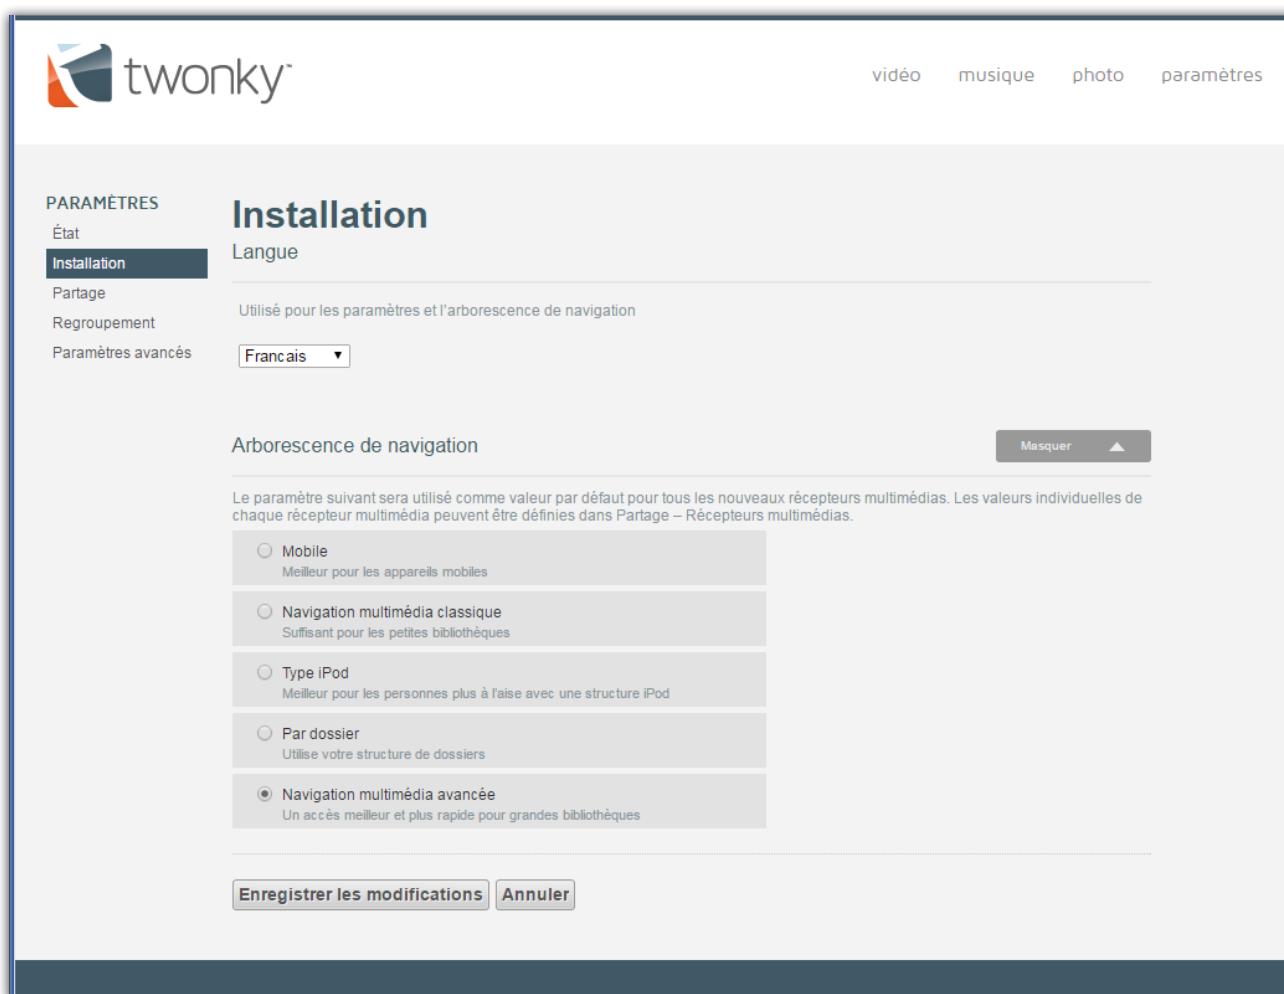 twonky™
vidéo musique photo paramètres
PARAMÈTRES
État
Installation
Partage
Regroupement
Paramètres avancés
Installation
Langue
Utilisé pour les paramètres et l'arborescence de navigation
Francais
Arborescence de navigation
Masquer
Le paramètre suivant sera utilisé comme valeur par défaut pour tous les nouveaux récepteurs multimédias. Les valeurs individuelles de
chaque récepteur multimédia peuvent être définies dans Partage – Récepteurs multimédias.
Mobile
Meilleur pour les appareils mobiles
Navigation multimédia classique
Suffisant pour les petites bibliothèques
Type iPod
Meilleur pour les personnes plus à l'aise avec une structure iPod
Par dossier
Utilise votre structure de dossiers
Navigation multimédia avancée
Un accès meilleur et plus rapide pour grandes bibliothèques
Enregistrer les modifications Annuler